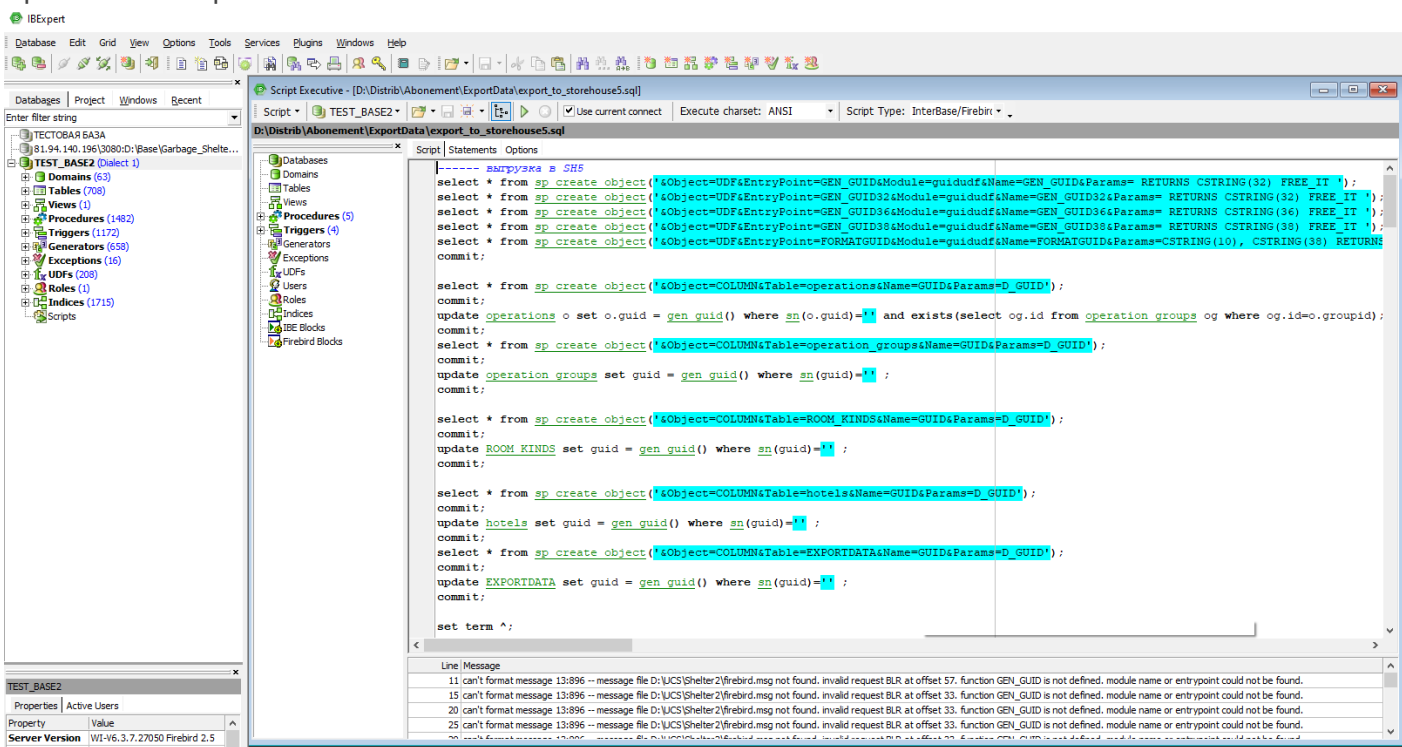 IBExpert
Database Edit Grid View Options Tools Services Plugins Windows Help
Databases Project Windows Recent
Enter filter string
ТЕСТОВАЯ БАЗА
81.94.140.196\3080:D:\Base\Garbage_Shelte...
TEST_BASE2 (Dialect 1)
Domains (63)
Tables (708)
Views (1)
Procedures (1482)
Triggers (1172)
Generators (658)
Exceptions (16)
UDFs (208)
Roles (1)
Indices (1715)
Scripts
TEST_BASE2
Properties Active Users
Property Value
Server Version WI-V6.3.7.27050 Firebird 2.5
Script Executive - [D:\Distrib\Abonement\ExportData\export_to_storehouse5.sql]
Script TEST_BASE2 Use current connect Execute charset: ANSI Script Type: InterBase/Firebir
D:\Distrib\Abonement\ExportData\export_to_storehouse5.sql
Databases
Domains
Tables
Views
Procedures (5)
Triggers (4)
Generators
Exceptions
UDFs
Users
Roles
Indices
IBE Blocks
Firebird Blocks
Script Statements Options
------ выгрузка в SH5
select * from sp_create_object('&Object=UDF&EntryPoint=GEN_GUID&Module=guidudf&Name=GEN_GUID&Params= RETURNS CSTRING(32) FREE_IT ');
select * from sp_create_object('&Object=UDF&EntryPoint=GEN_GUID32&Module=guidudf&Name=GEN_GUID32&Params= RETURNS CSTRING(32) FREE_IT ');
select * from sp_create_object('&Object=UDF&EntryPoint=GEN_GUID36&Module=guidudf&Name=GEN_GUID36&Params= RETURNS CSTRING(36) FREE_IT ');
select * from sp_create_object('&Object=UDF&EntryPoint=GEN_GUID38&Module=guidudf&Name=GEN_GUID38&Params= RETURNS CSTRING(38) FREE_IT ');
select * from sp_create_object('&Object=UDF&EntryPoint=FORMATGUID&Module=guidudf&Name=FORMATGUID&Params=CSTRING(10), CSTRING(38) RETURNS
commit;
select * from sp_create_object('&Object=COLUMN&Table=operations&Name=GUID&Params=D_GUID');
commit;
update operations o set o.guid = gen_guid() where sn(o.guid)='' and exists(select og.id from operation_groups og where og.id=o.groupid);
commit;
select * from sp_create_object('&Object=COLUMN&Table=operation_groups&Name=GUID&Params=D_GUID');
commit;
update operation_groups set guid = gen_guid() where sn(guid)='' ;
commit;
select * from sp_create_object('&Object=COLUMN&Table=ROOM_KINDS&Name=GUID&Params=D_GUID');
commit;
update ROOM_KINDS set guid = gen_guid() where sn(guid)='' ;
commit;
select * from sp_create_object('&Object=COLUMN&Table=hotels&Name=GUID&Params=D_GUID');
commit;
update hotels set guid = gen_guid() where sn(guid)='' ;
commit;
select * from sp_create_object('&Object=COLUMN&Table=EXPORTDATA&Name=GUID&Params=D_GUID');
commit;
update EXPORTDATA set guid = gen_guid() where sn(guid)='' ;
commit;
set term ^;
Line Message
11 can't format message 13:896 -- message file D:\UCS\Shelter2\firebird.msg not found. invalid request BLR at offset 57. function GEN_GUID is not defined. module name or entrypoint could not be found.
15 can't format message 13:896 -- message file D:\UCS\Shelter2\firebird.msg not found. invalid request BLR at offset 33. function GEN_GUID is not defined. module name or entrypoint could not be found.
20 can't format message 13:896 -- message file D:\UCS\Shelter2\firebird.msg not found. invalid request BLR at offset 33. function GEN_GUID is not defined. module name or entrypoint could not be found.
25 can't format message 13:896 -- message file D:\UCS\Shelter2\firebird.msg not found. invalid request BLR at offset 33. function GEN_GUID is not defined. module name or entrypoint could not be found.